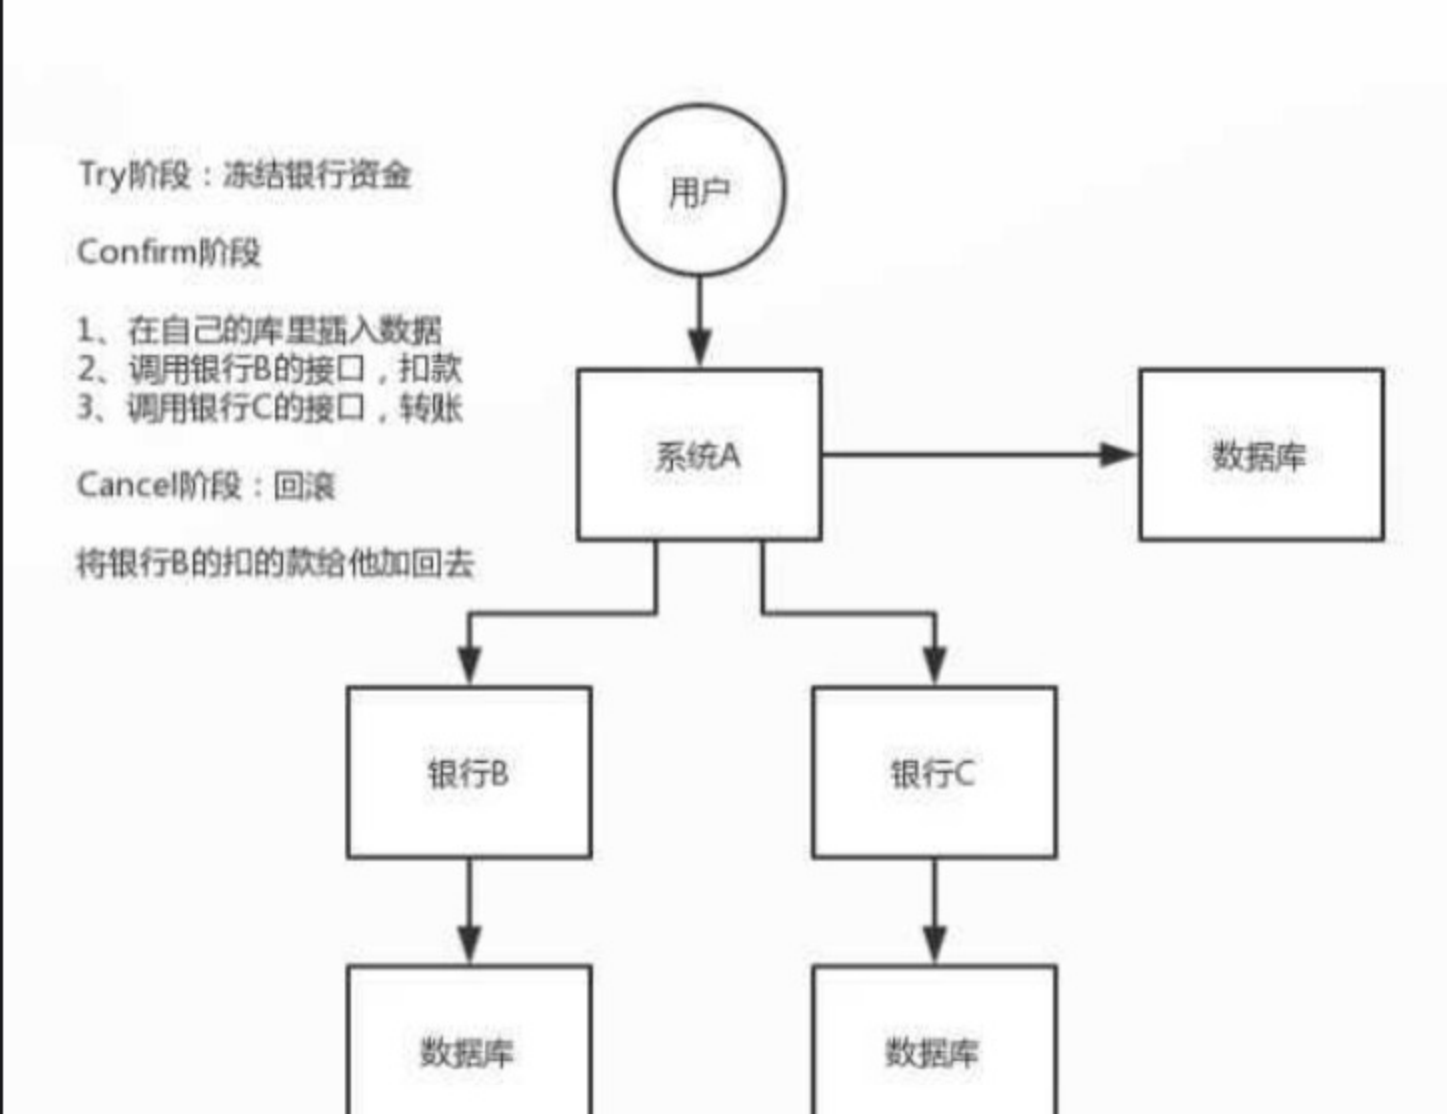 Try阶段：冻结银行资金
Confirm阶段
1、在自己的库里插入数据
2、调用银行B的接口，扣款
3、调用银行C的接口，转账
Cancel阶段：回滚
将银行B的扣的款给他加回去
用户
系统A
数据库
银行B
银行C
数据库
数据库